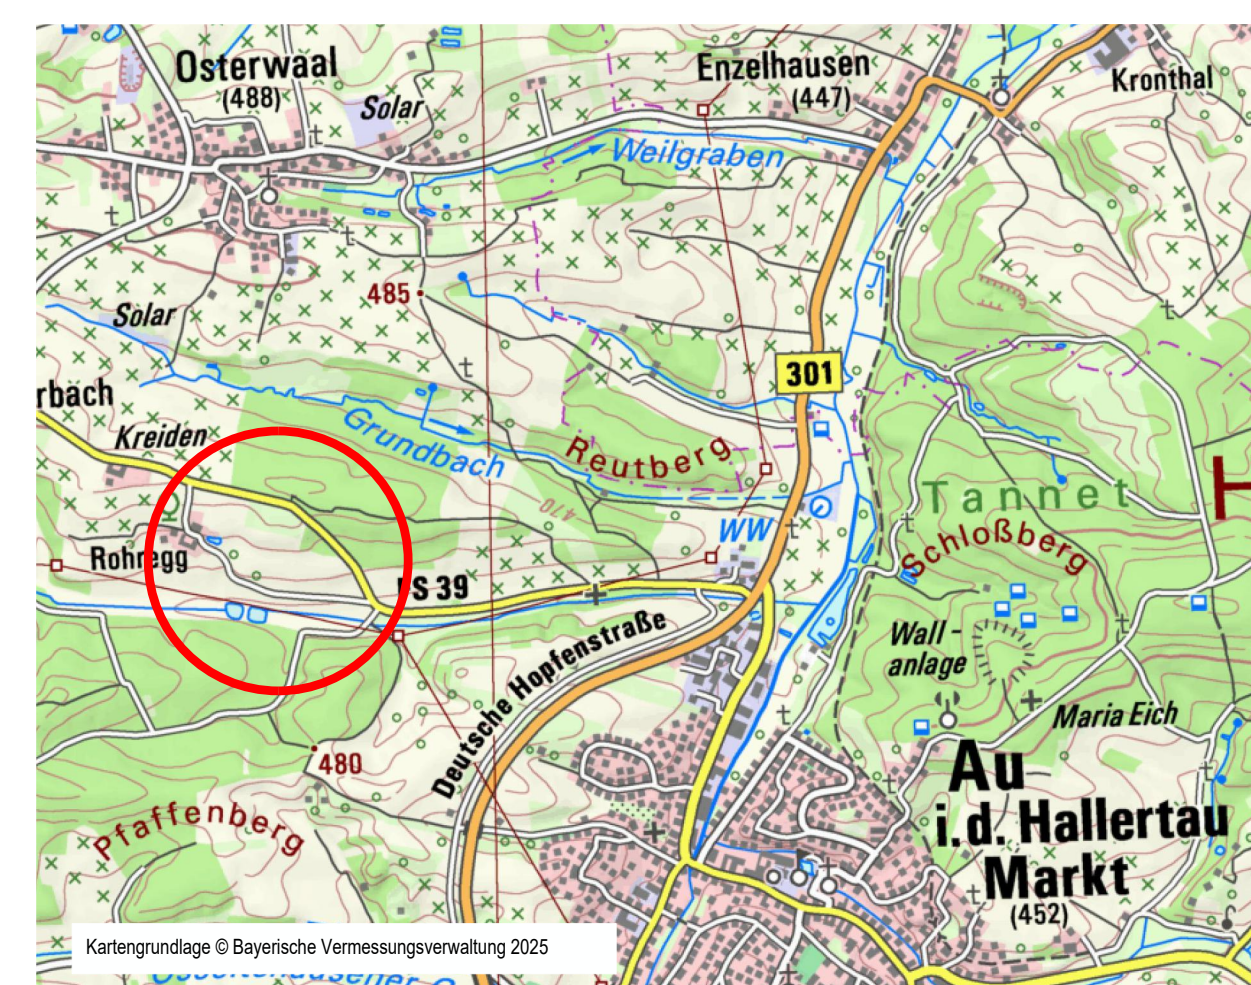 Osterwaal
(488)
Solar
Enzelhausen
(447)
Kronthal
Weilgraben
485
Solar
301
rbach
Kreiden
Grundbach
Reutberg
470
Tannet
H
WW
Schloßberg
Rohregg
S 39
Wall-
anlage
Deutsche Hopfenstraße
Maria Eich
480
Au
i.d. Hallertau
Markt
(452)
Pfaffenberg
Kartengrundlage © Bayerische Vermessungsverwaltung 2025